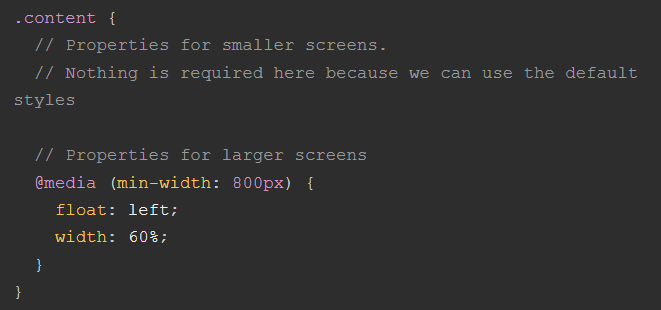 .content {
// Properties for smaller screens.
// Nothing is required here because we can use the default
styles
// Properties for larger screens
@media (min-width: 800px) {
float: left;
width: 60%;
}
}